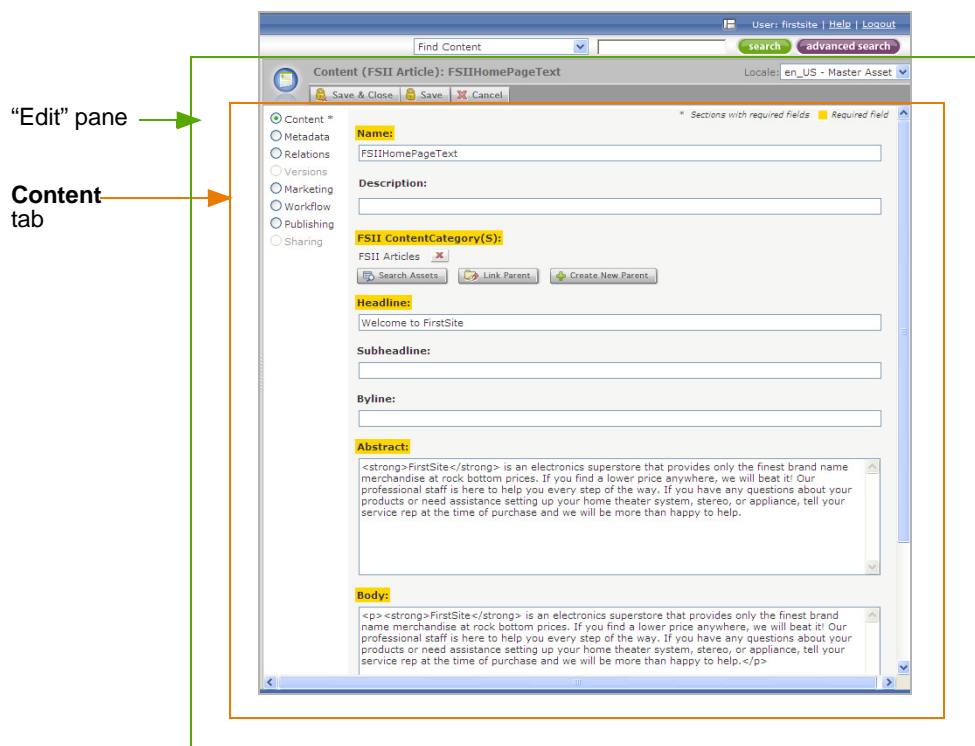 User: firstsite | Help | Logout
Find Content
search
advanced search
Content (FSII Article): FSIIHomePageText
Locale: en_US - Master Asset
Save & Close
Save
Cancel
“Edit” pane
Content
tab
Content *
Metadata
Relations
Versions
Marketing
Workflow
Publishing
Sharing
* Sections with required fields
Required field
Name:
FSIIHomePageText
Description:
FSII ContentCategory(S):
FSII Articles
Search Assets
Link Parent
Create New Parent
Headline:
Welcome to FirstSite
Subheadline:
Byline:
Abstract:
<strong>FirstSite</strong> is an electronics superstore that provides only the finest brand name
merchandise at rock bottom prices. If you find a lower price anywhere, we will beat it! Our
professional staff is here to help you every step of the way. If you have any questions about your
products or need assistance setting up your home theater system, stereo, or appliance, tell your
service rep at the time of purchase and we will be more than happy to help.
Body:
<p><strong>FirstSite</strong> is an electronics superstore that provides only the finest brand
name merchandise at rock bottom prices. If you find a lower price anywhere, we will beat it! Our
professional staff is here to help you every step of the way. If you have any questions about your
products or need assistance setting up your home theater system, stereo, or appliance, tell your
service rep at the time of purchase and we will be more than happy to help.</p>